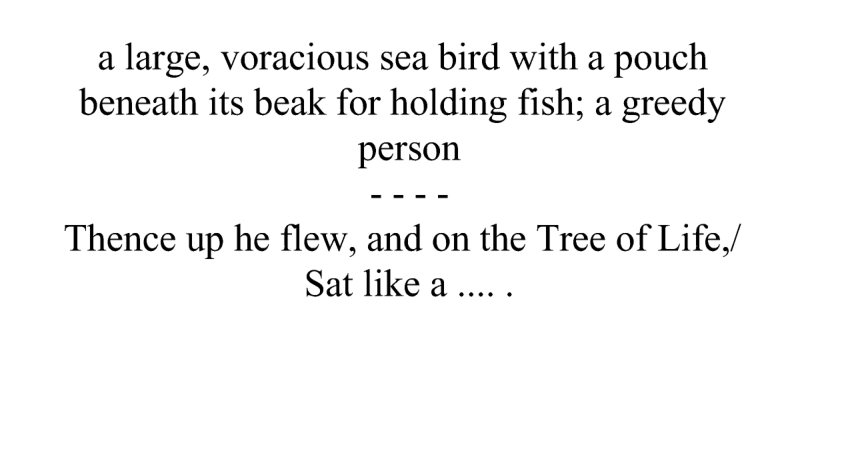 a large, voracious sea bird with a pouch
beneath its beak for holding fish; a greedy
person
- - - -
Thence up he flew, and on the Tree of Life,/
Sat like a .... .